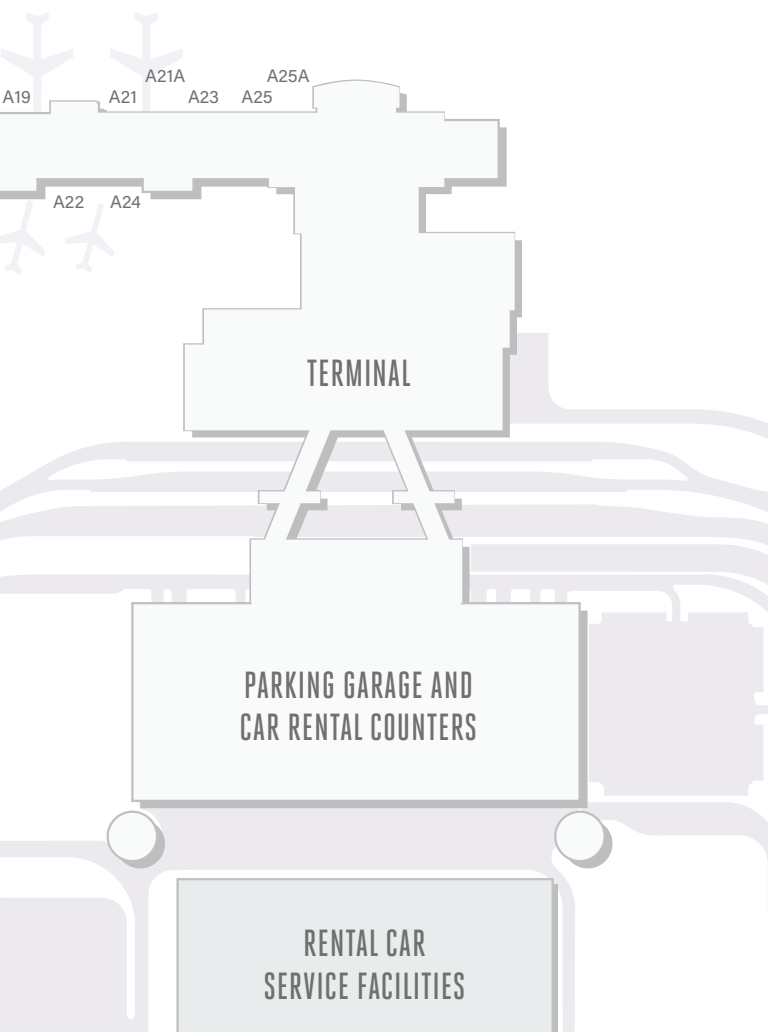 A21A
A25A
A19
A21
A23
A25
A22
A24
TERMINAL
PARKING GARAGE AND
CAR RENTAL COUNTERS
RENTAL CAR
SERVICE FACILITIES